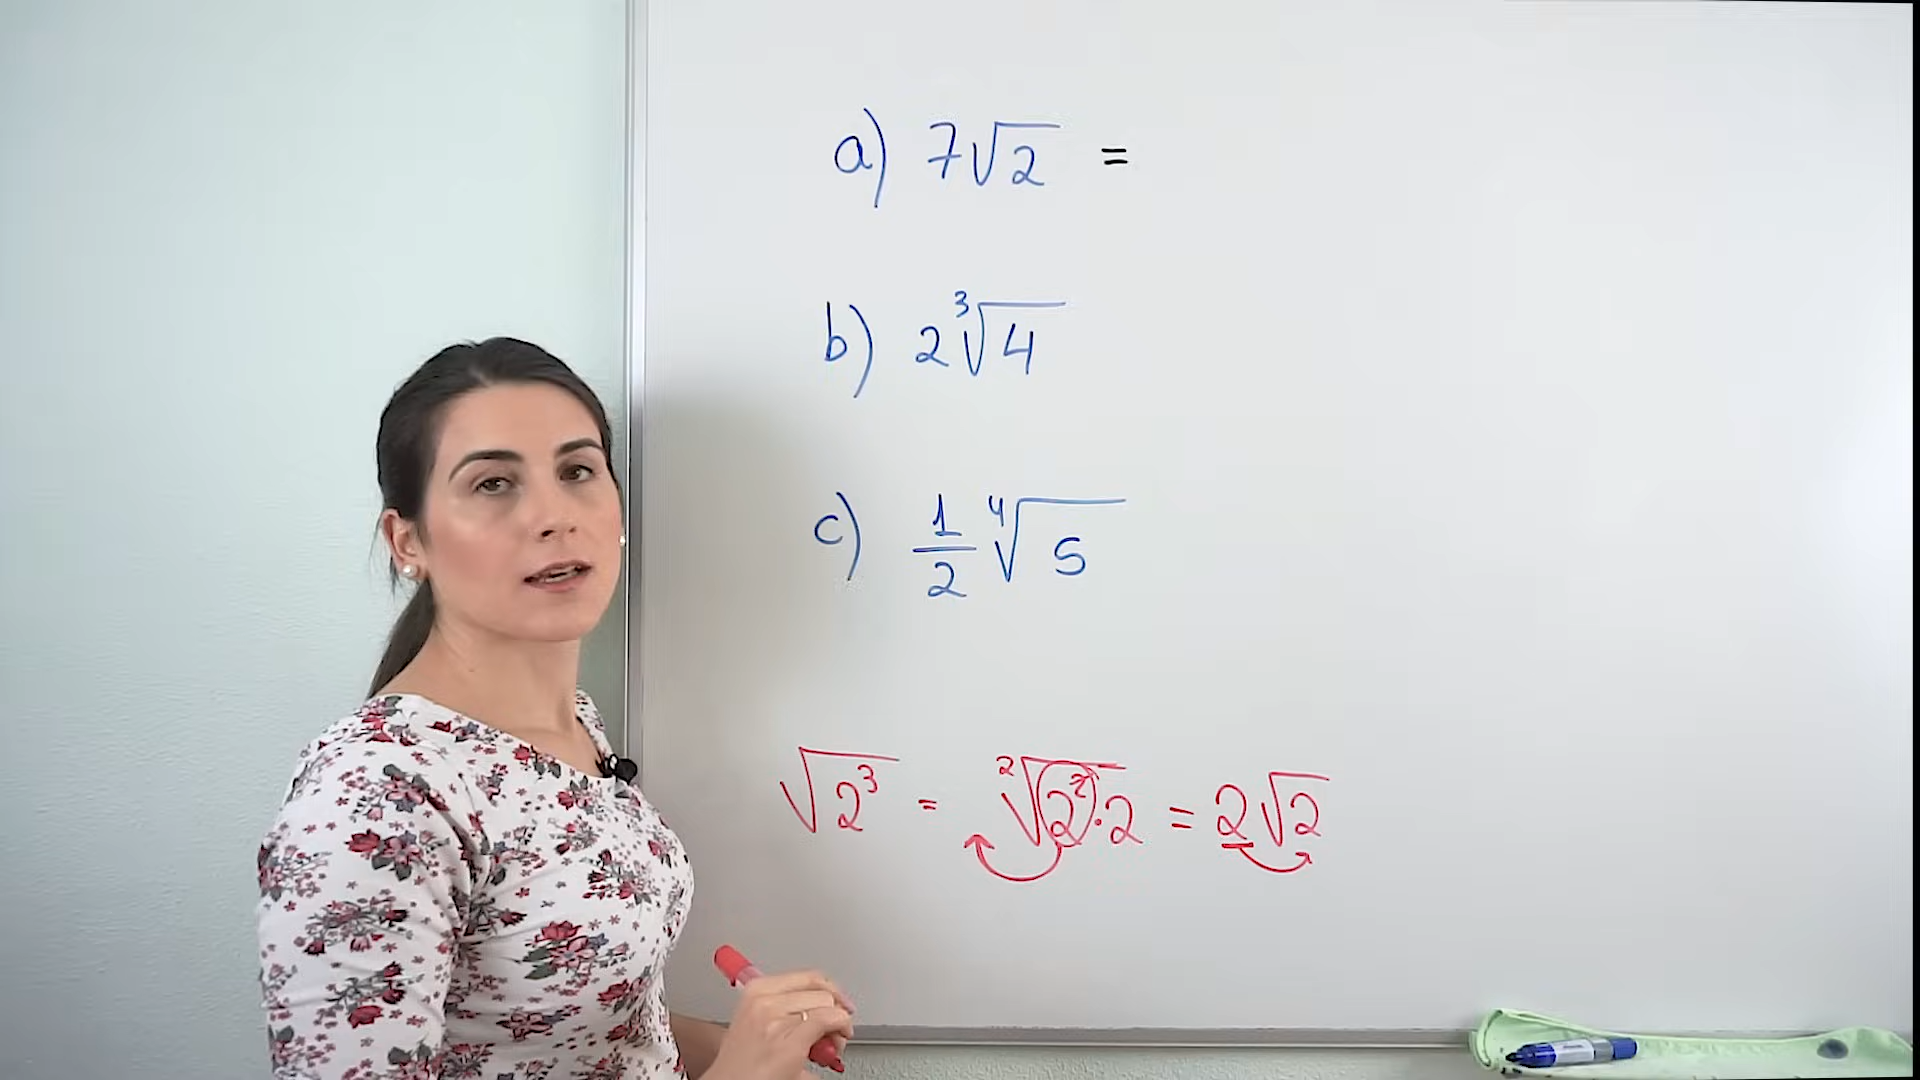 a) 7√2 =
b) 2∛4
c) 1/2 ∜5
√2³ = ²√2²·2 = 2√2